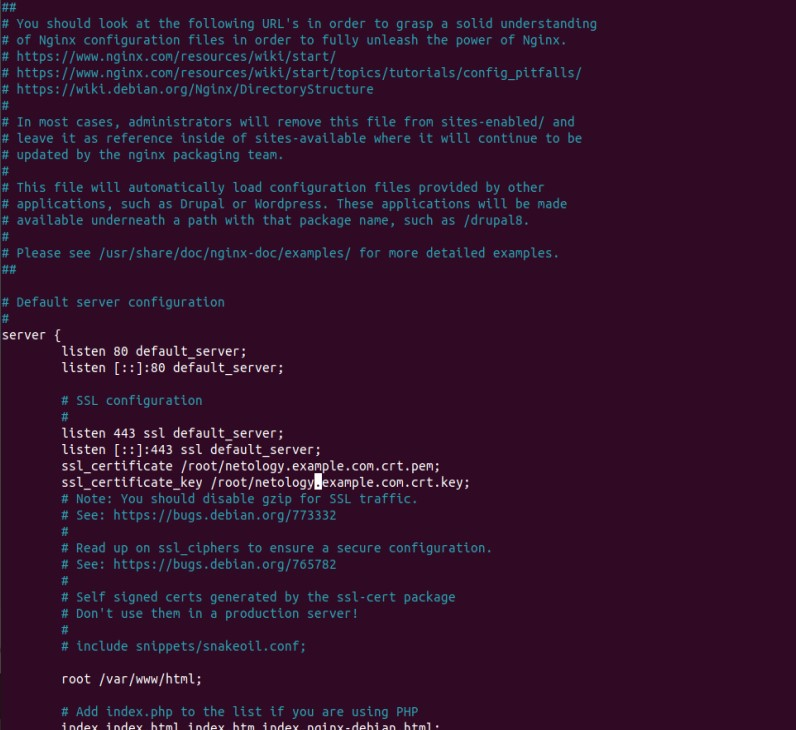 ##
# You should look at the following URL's in order to grasp a solid understanding
# of Nginx configuration files in order to fully unleash the power of Nginx.
# https://www.nginx.com/resources/wiki/start/
# https://www.nginx.com/resources/wiki/start/topics/tutorials/config_pitfalls/
# https://wiki.debian.org/Nginx/DirectoryStructure
#
# In most cases, administrators will remove this file from sites-enabled/ and
# leave it as reference inside of sites-available where it will continue to be
# updated by the nginx packaging team.
#
# This file will automatically load configuration files provided by other
# applications, such as Drupal or Wordpress. These applications will be made
# available underneath a path with that package name, such as /drupal8.
#
# Please see /usr/share/doc/nginx-doc/examples/ for more detailed examples.
##
# Default server configuration
#
server {
listen 80 default_server;
listen [::]:80 default_server;
# SSL configuration
#
listen 443 ssl default_server;
listen [::]:443 ssl default_server;
ssl_certificate /root/netology.example.com.crt.pem;
ssl_certificate_key /root/netology.example.com.crt.key;
# Note: You should disable gzip for SSL traffic.
# See: https://bugs.debian.org/773332
#
# Read up on ssl_ciphers to ensure a secure configuration.
# See: https://bugs.debian.org/765782
#
# Self signed certs generated by the ssl-cert package
# Don't use them in a production server!
#
# include snippets/snakeoil.conf;
root /var/www/html;
# Add index.php to the list if you are using PHP
index index.html index.htm index.nginx-debian.html;